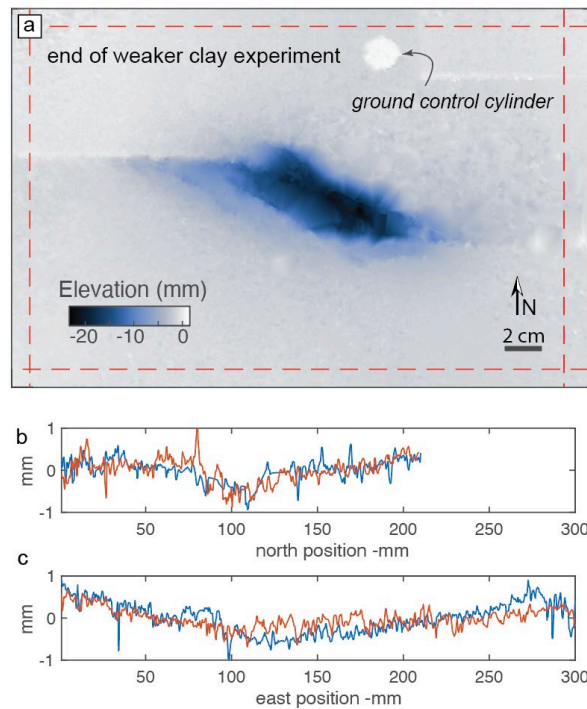 a
end of weaker clay experiment
ground control cylinder
Elevation (mm)
-20 -10 0
N
2 cm
b
1
0
-1
mm
50 100 150 200 250 300
north position -mm
c
1
0
-1
mm
50 100 150 200 250 300
east position -mm